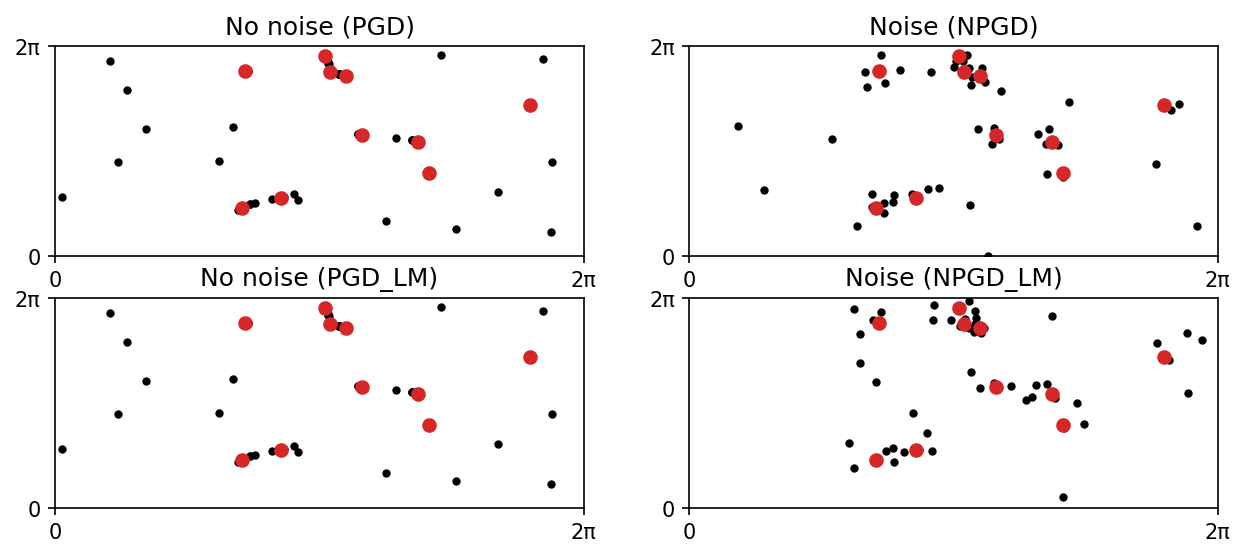 No noise (PGD)
Noise (NPGD)
2π
0
0
2π
2π
0
0
2π
No noise (PGD_LM)
Noise (NPGD_LM)
2π
0
0
2π
2π
0
0
2π